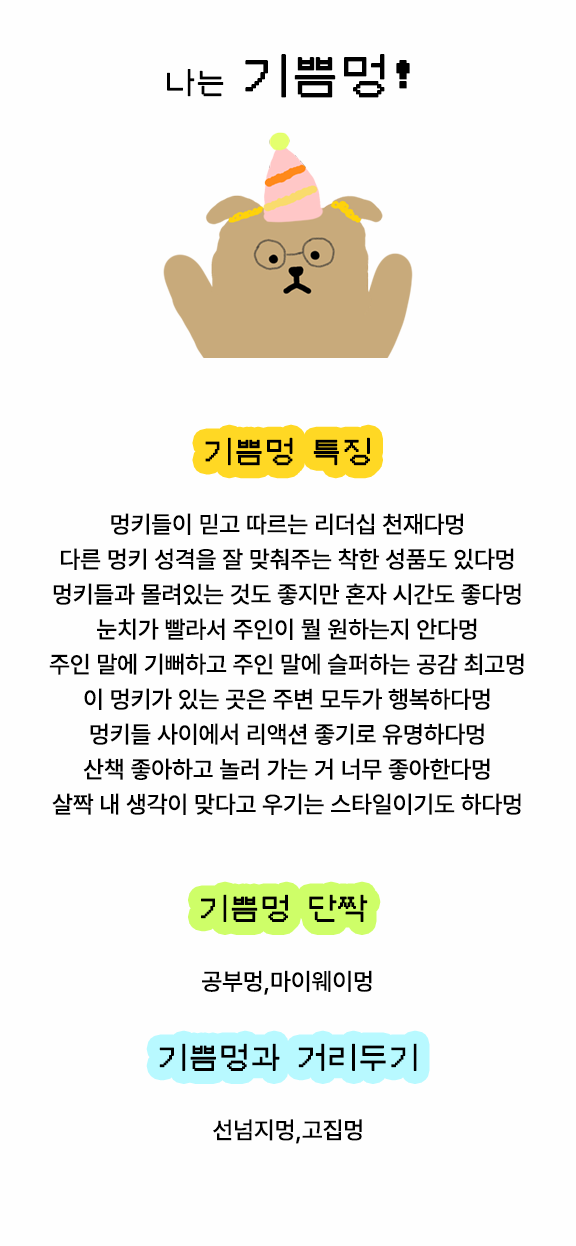 나는 기쁨멍!
기쁨멍 특징
멍키들이 믿고 따르는 리더십 천재다멍
다른 멍키 성격을 잘 맞춰주는 착한 성품도 있다멍
멍키들과 몰려있는 것도 좋지만 혼자 시간도 좋다멍
눈치가 빨라서 주인이 뭘 원하는지 안다멍
주인 말에 기뻐하고 주인 말에 슬퍼하는 공감 최고멍
이 멍키가 있는 곳은 주변 모두가 행복하다멍
멍키들 사이에서 리액션 좋기로 유명하다멍
산책 좋아하고 놀러 가는 거 너무 좋아한다멍
살짝 내 생각이 맞다고 우기는 스타일이기도 하다멍
기쁨멍 단짝
공부멍,마이웨이멍
기쁨멍과 거리두기
선넘지멍,고집멍